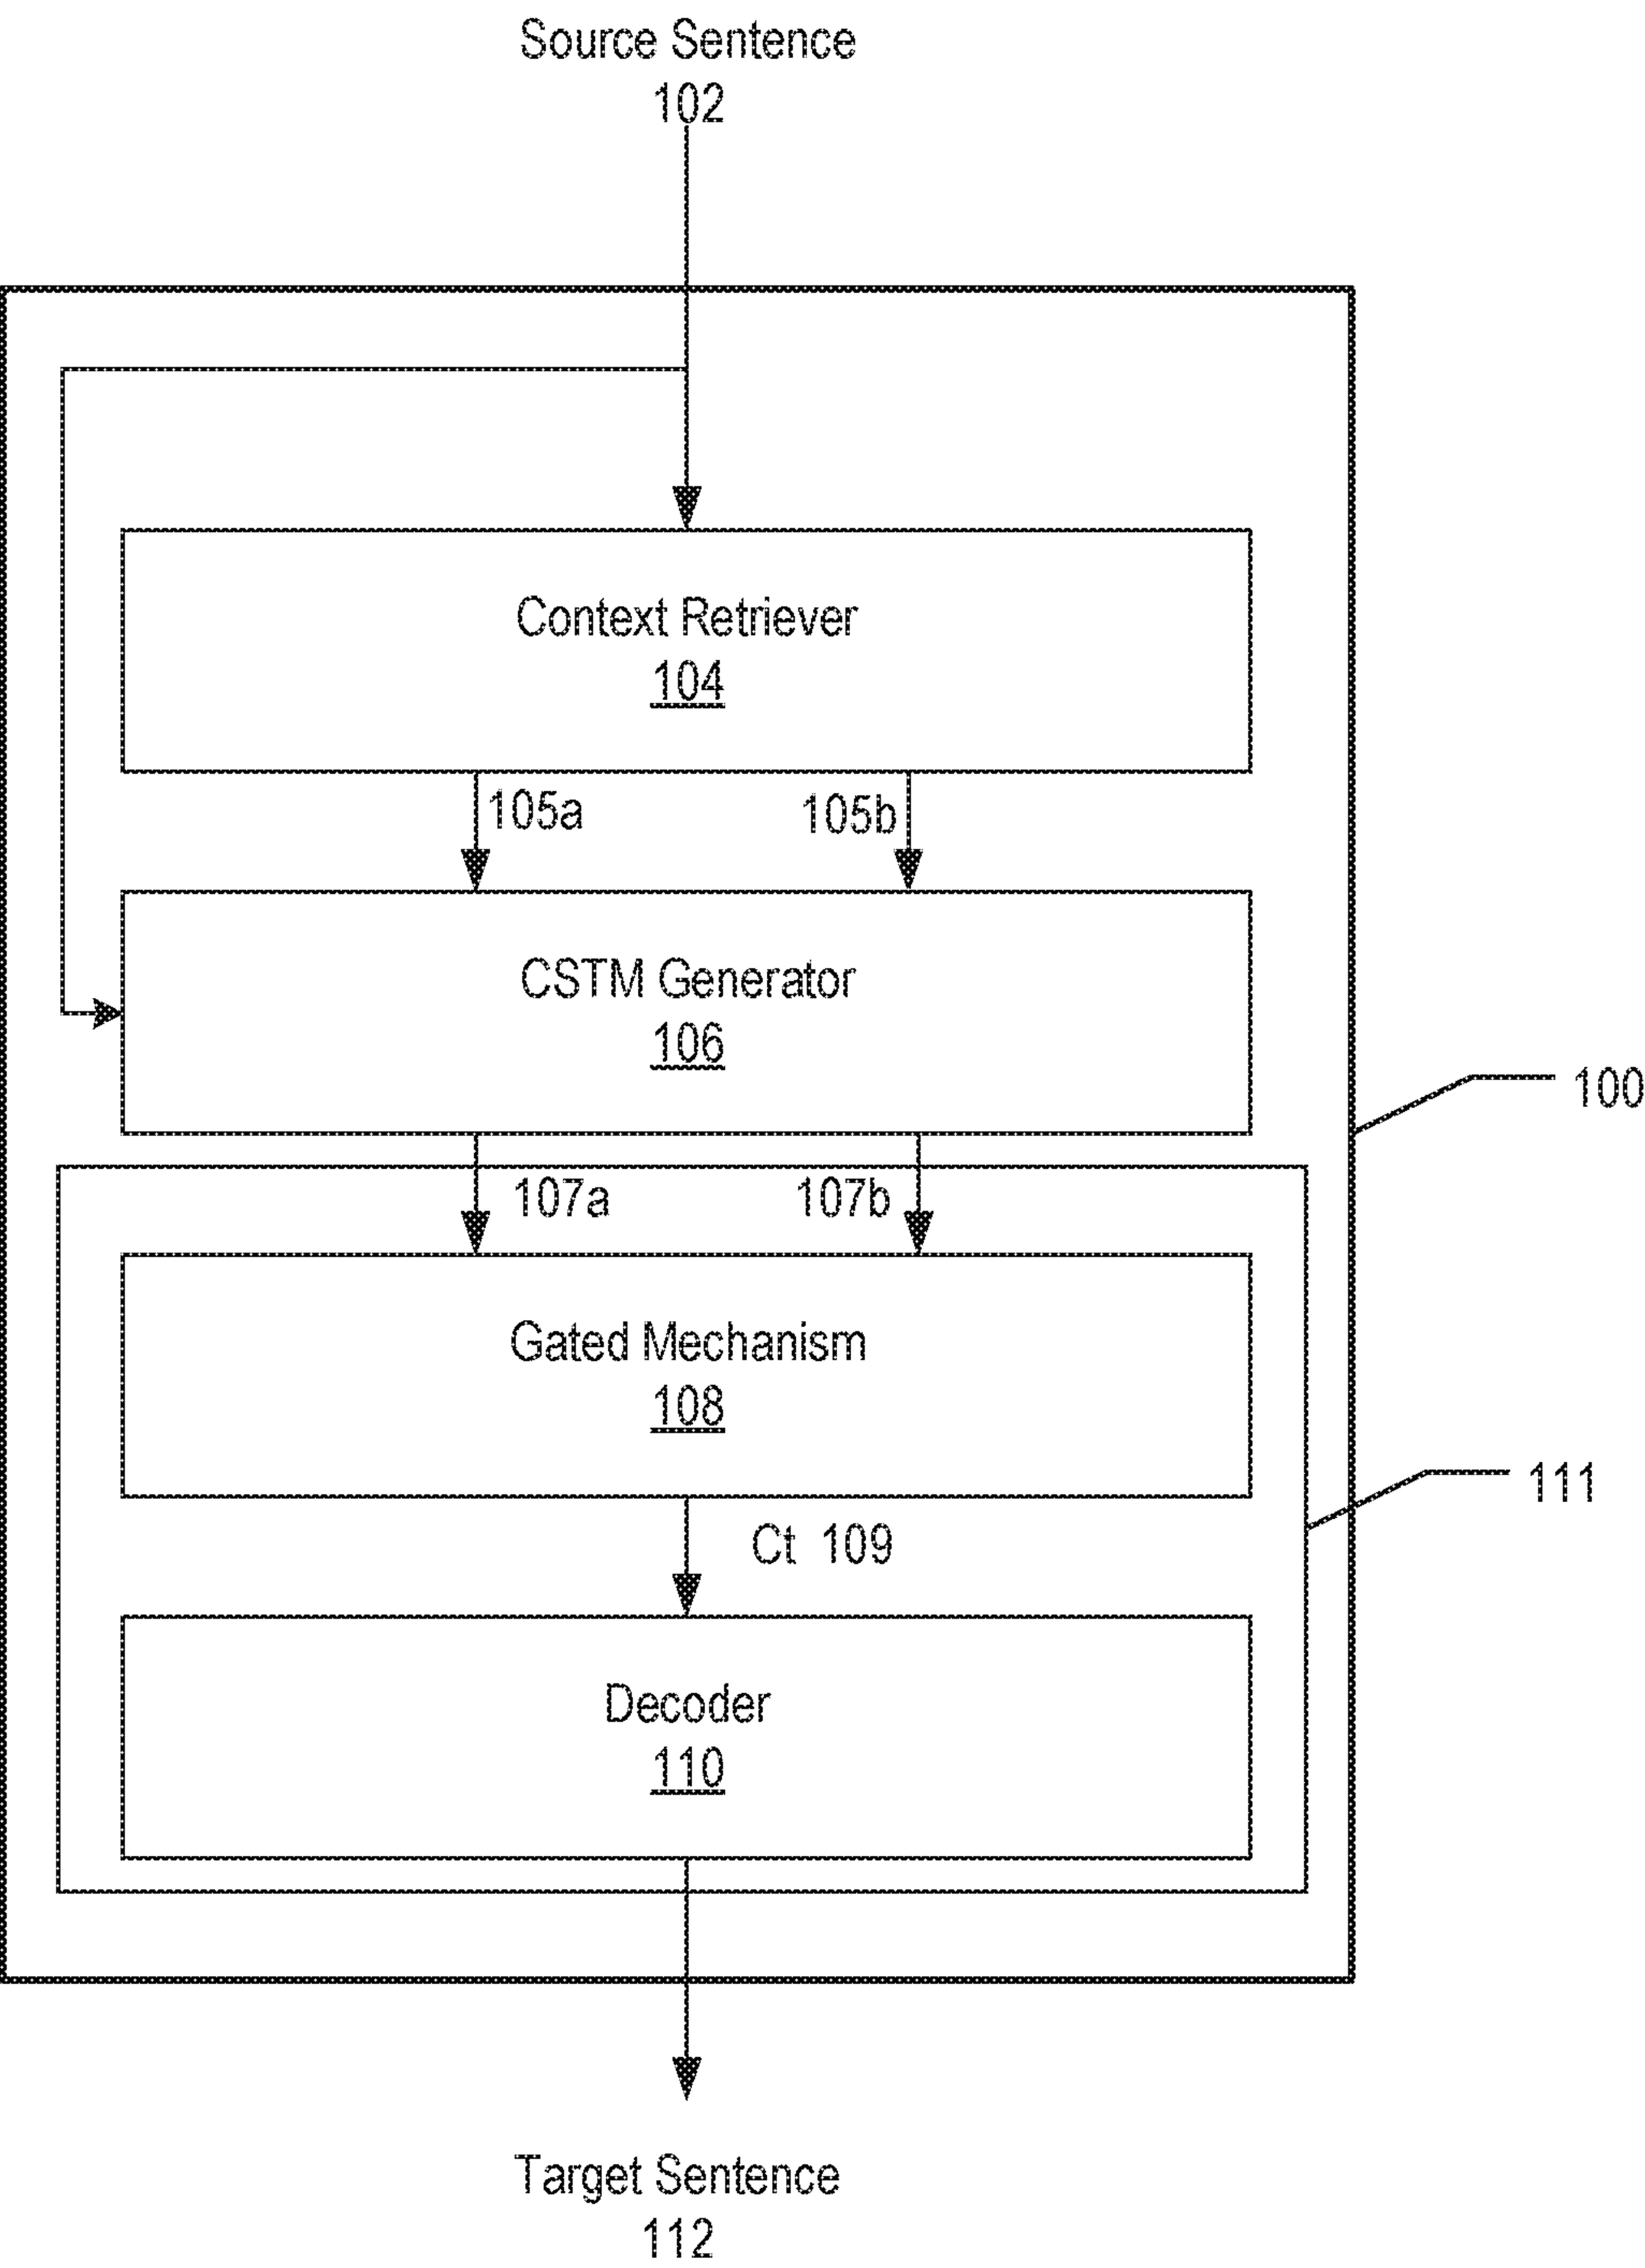 Source Sentence
102
Context Retriever
104
105a
105b
CSTM Generator
106
100
107a
107b
Gated Mechanism
108
111
Ct 109
Decoder
110
Target Sentence
112